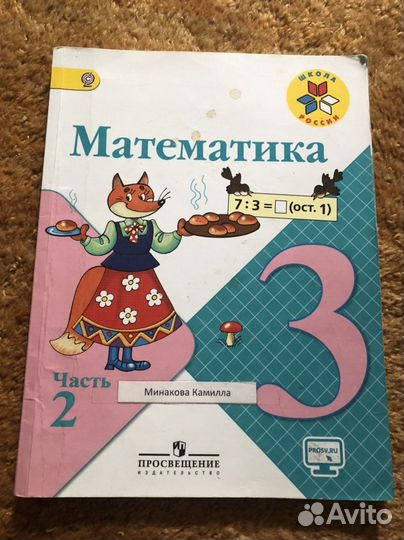 ШКОЛА
РОССИИ
Математика
7 : 3 = (ост. 1)
3
Часть
2
Минакова Камилла
ПРОСВЕЩЕНИЕ
ИЗДАТЕЛЬСТВО
PROSV.RU
Avito